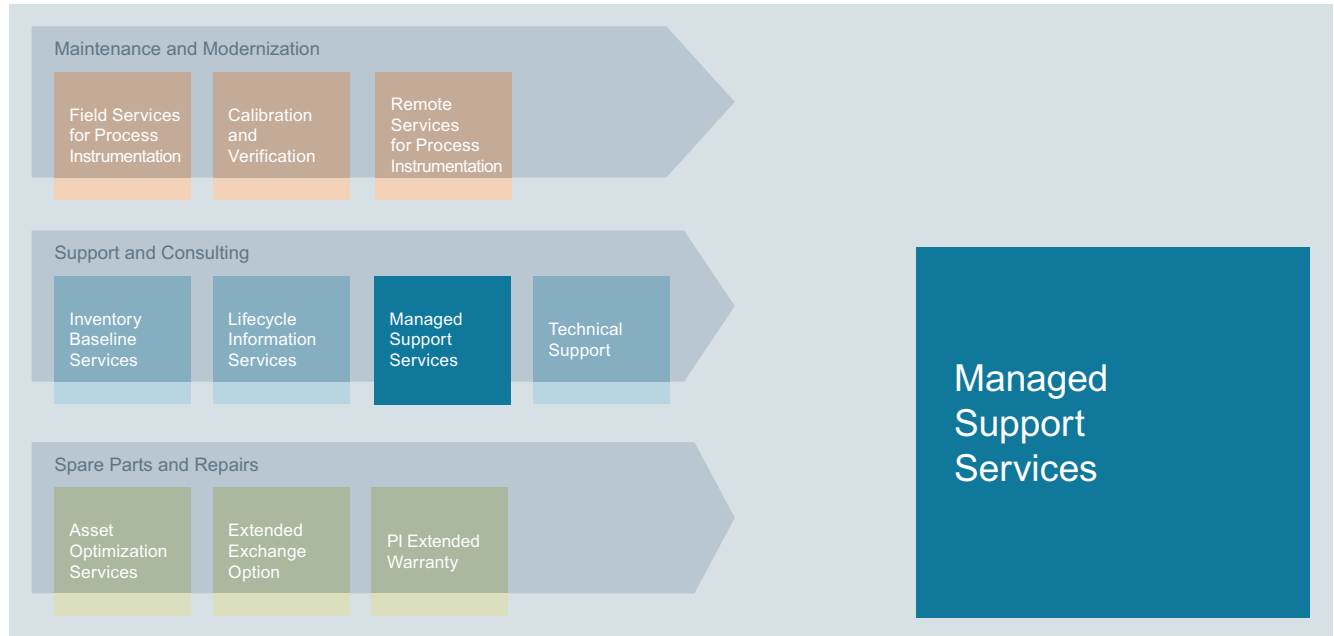 Maintenance and Modernization
Field Services
for Process
Instrumentation
Calibration
and
Verification
Remote
Services
for Process
Instrumentation
Support and Consulting
Inventory
Baseline
Services
Lifecycle
Information
Services
Managed
Support
Services
Technical
Support
Managed
Support
Services
Spare Parts and Repairs
Asset
Optimization
Services
Extended
Exchange
Option
PI Extended
Warranty